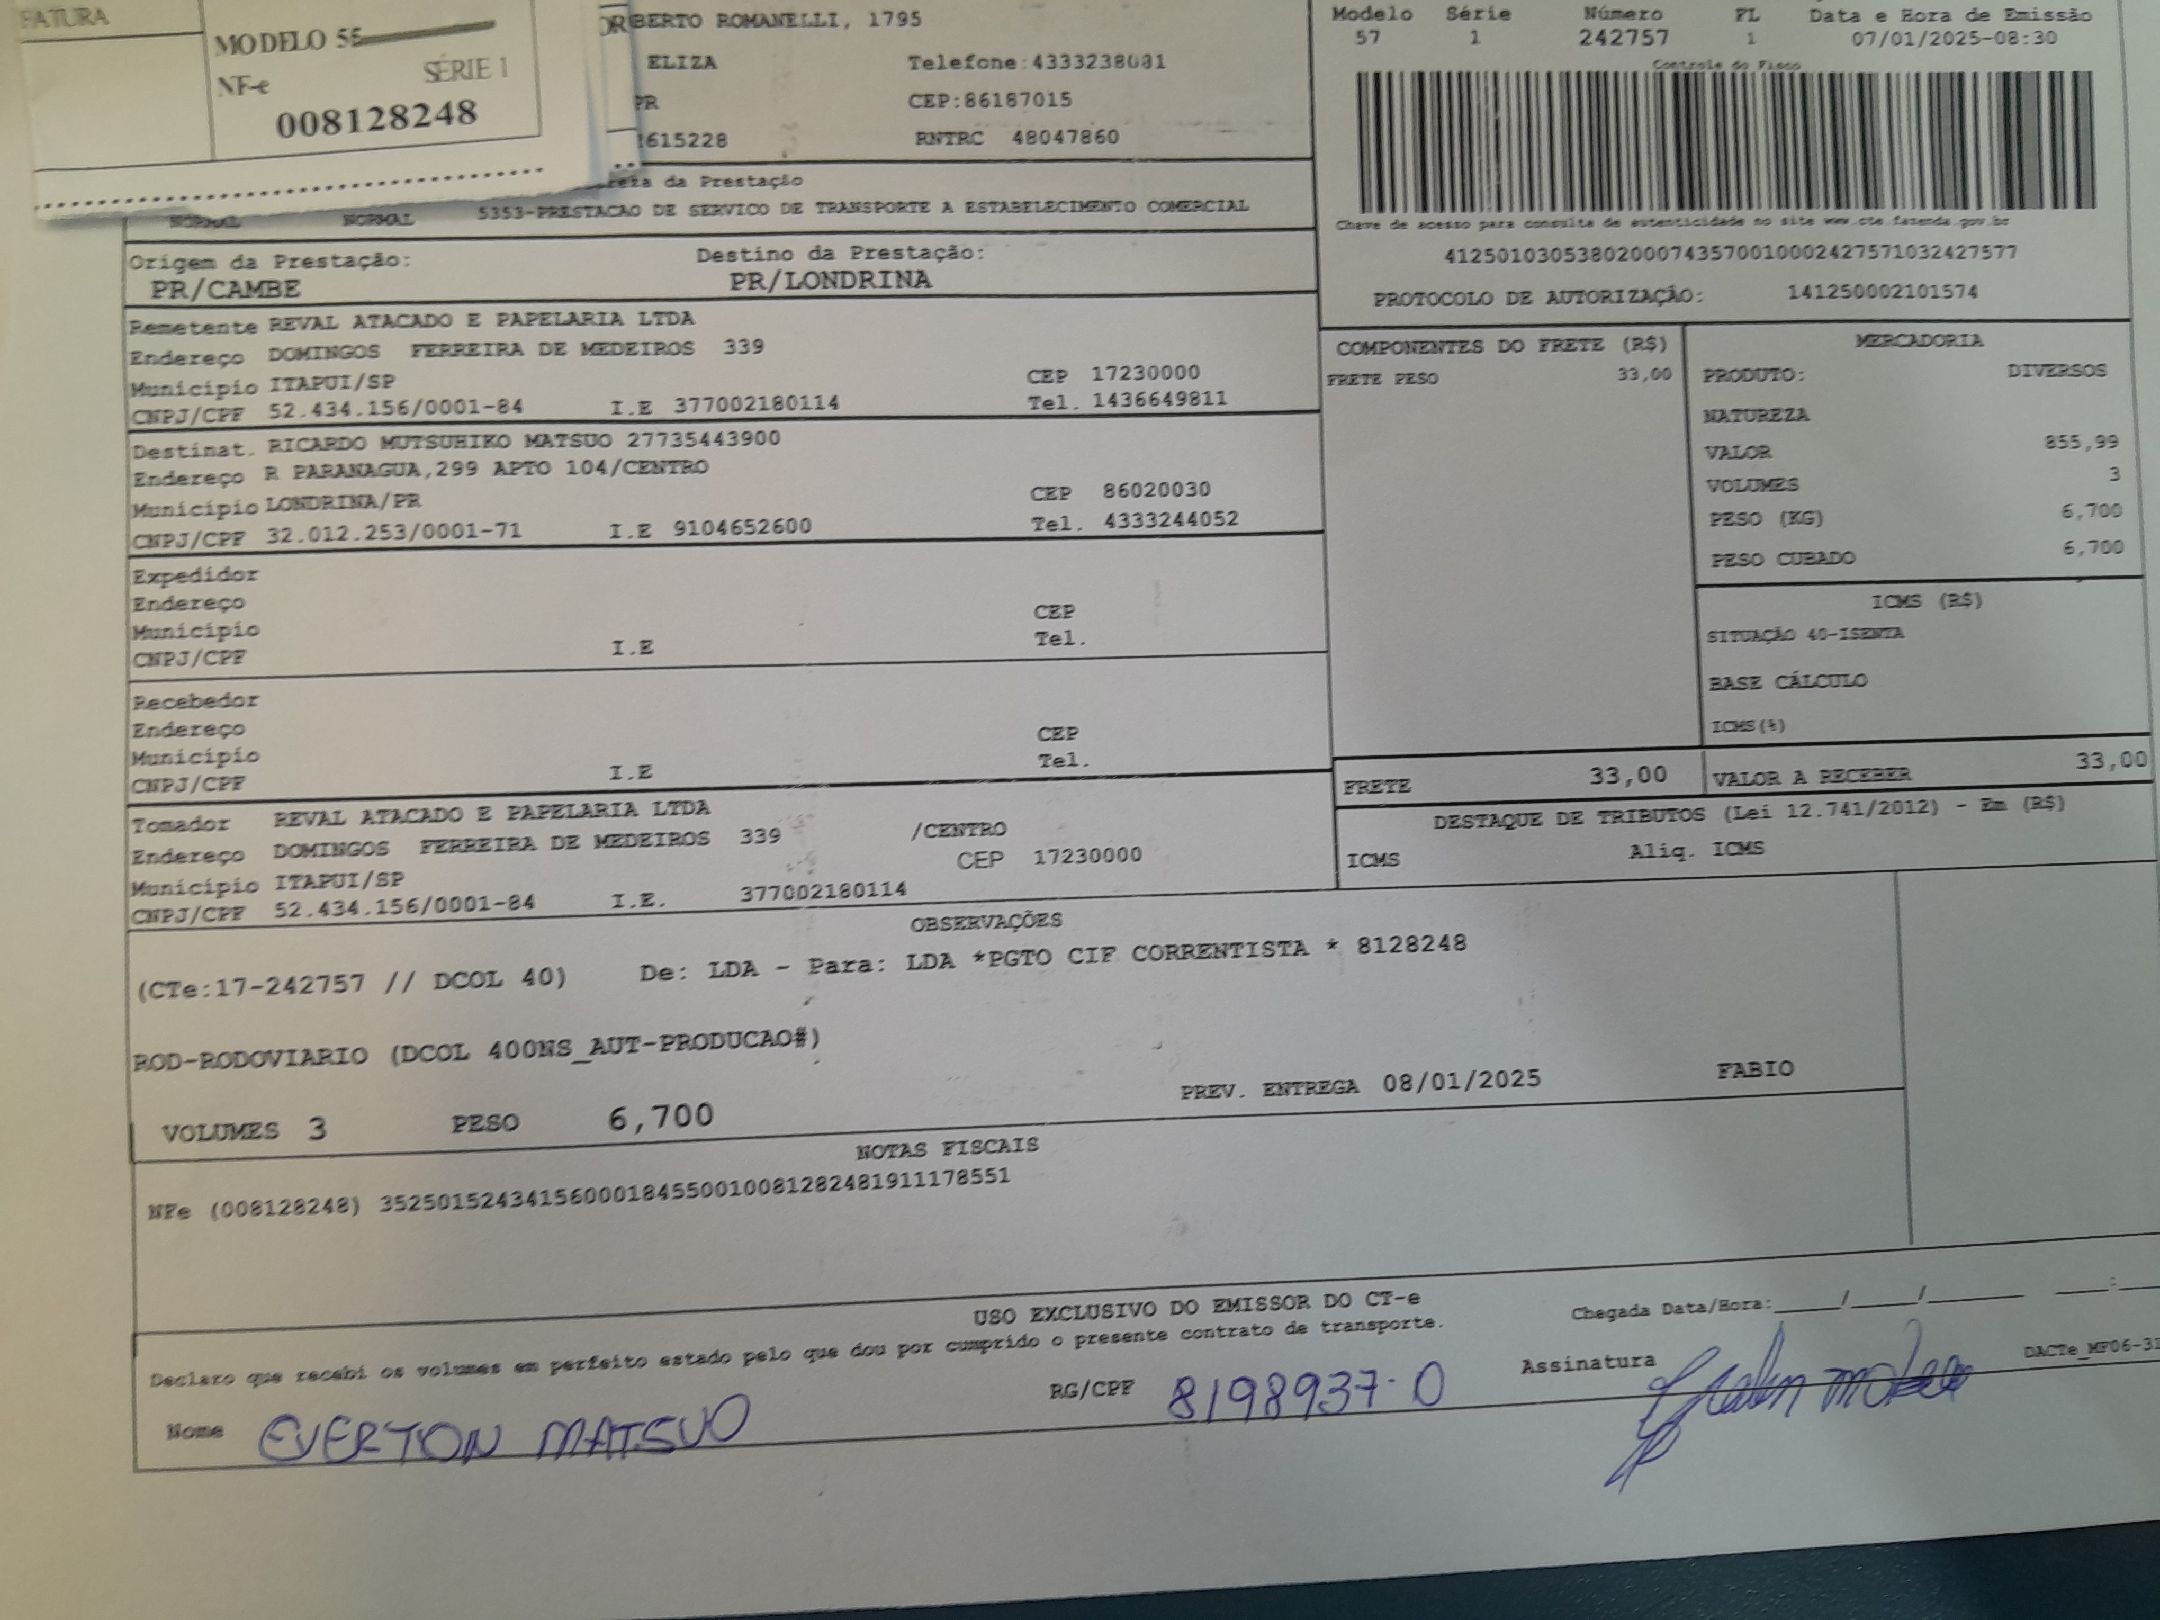 FATURA
MODELO 55
NF-e SÉRIE 1
008128248
BERTO ROMANELLI, 1795
ELIZA Telefone:4333238081
PR CEP:86187015
615228 RNTRC 48047860
Modelo Série Número FL Data e Hora de Emissão
57 1 242757 1 07/01/2025-08:30
Controle do Fisco
Chave de acesso para consulta de autenticidade no site www.cte.fazenda.gov.br
41250103053802000743570010002427571032427577
PROTOCOLO DE AUTORIZAÇÃO: 141250002101574
da Prestação
NORMAL NORMAL 5353-PRESTACAO DE SERVICO DE TRANSPORTE A ESTABELECIMENTO COMERCIAL
Origem da Prestação: Destino da Prestação:
PR/CAMBE PR/LONDRINA
Remetente REVAL ATACADO E PAPELARIA LTDA
Endereço DOMINGOS FERREIRA DE MEDEIROS 339
Município ITAPUI/SP CEP 17230000
CNPJ/CPF 52.434.156/0001-84 I.E 377002180114 Tel. 1436649811
Destinat. RICARDO MUTSUHIKO MATSUO 27735443900
Endereço R PARANAGUA,299 APTO 104/CENTRO
Município LONDRINA/PR CEP 86020030
CNPJ/CPF 32.012.253/0001-71 I.E 9104652600 Tel. 4333244052
Expedidor
Endereço
Município CEP
CNPJ/CPF I.E Tel.
Recebedor
Endereço
Município CEP
CNPJ/CPF I.E Tel.
Tomador REVAL ATACADO E PAPELARIA LTDA
Endereço DOMINGOS FERREIRA DE MEDEIROS 339 /CENTRO
Município ITAPUI/SP CEP 17230000
CNPJ/CPF 52.434.156/0001-84 I.E. 377002180114
COMPONENTES DO FRETE (R$)
FRETE PESO 33,00
MERCADORIA
PRODUTO: DIVERSOS
NATUREZA
VALOR 855,99
VOLUMES 3
PESO (KG) 6,700
PESO CUBADO 6,700
ICMS (R$)
SITUAÇÃO 40-ISENTA
BASE CÁLCULO
ICMS(%)
FRETE 33,00 VALOR A RECEBER 33,00
DESTAQUE DE TRIBUTOS (Lei 12.741/2012) - Em (R$)
ICMS Aliq. ICMS
OBSERVAÇÕES
(CTe:17-242757 // DCOL 40) De: LDA - Para: LDA *PGTO CIF CORRENTISTA * 8128248
ROD-RODOVIARIO (DCOL 400NS_AUT-PRODUCAO#)
VOLUMES 3 PESO 6,700 PREV. ENTREGA 08/01/2025 FABIO
NOTAS FISCAIS
NFe (008128248) 35250152434156000184550010081282481911178551
USO EXCLUSIVO DO EMISSOR DO CT-e
Declaro que recebi os volumes em perfeito estado pelo que dou por cumprido o presente contrato de transporte.
Chegada Data/Hora:____/____/______ ____:
Nome EVERTON MATSUO RG/CPF 8198937-0 Assinatura
DACTe_MF06-31